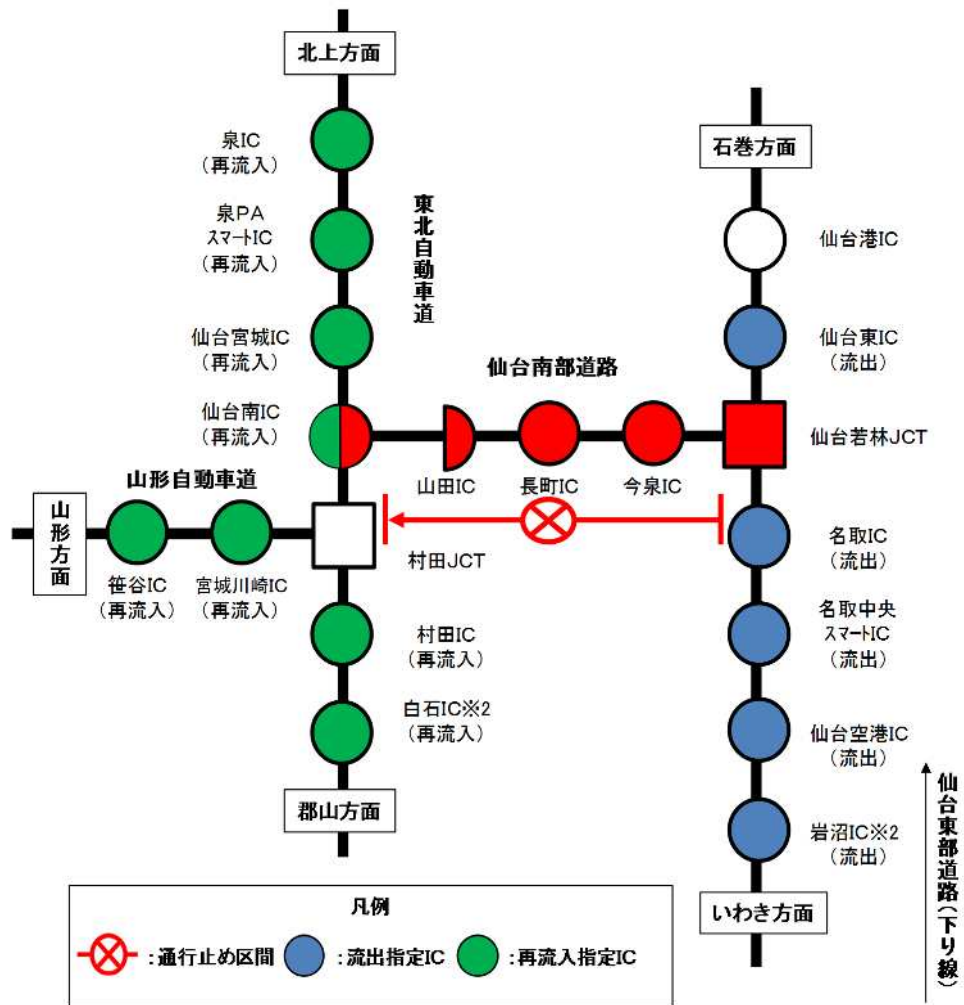 北上方面
泉IC
(再流入)
泉PA
スマートIC
(再流入)
東北自動車道
仙台宮城IC
(再流入)
仙台南IC
(再流入)
仙台南部道路
山田IC
長町IC
今泉IC
石巻方面
仙台港IC
仙台東IC
(流出)
仙台若林JCT
山形自動車道
山形方面
笹谷IC
(再流入)
宮城川崎IC
(再流入)
村田JCT
村田IC
(再流入)
白石IC※2
(再流入)
郡山方面
名取IC
(流出)
名取中央
スマートIC
(流出)
仙台空港IC
(流出)
岩沼IC※2
(流出)
いわき方面
仙台東部道路(下り線)
凡例
:通行止め区間
:流出指定IC
:再流入指定IC